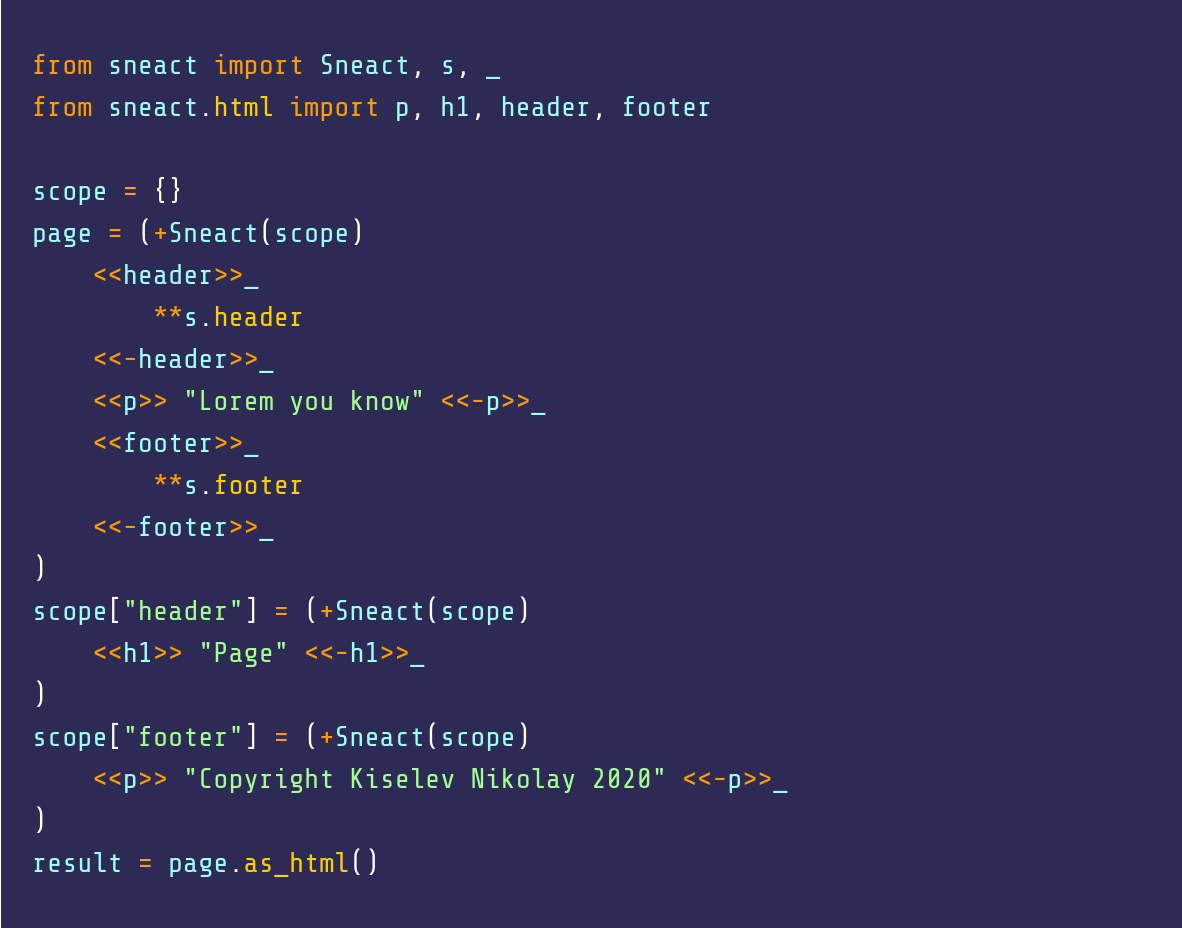 from sneact import Sneact, s, _
from sneact.html import p, h1, header, footer

scope = {}
page = (+Sneact(scope)
    <<header>>_
        **s.header
    <<-header>>_
    <<p>> "Lorem you know" <<-p>>_
    <<footer>>_
        **s.footer
    <<-footer>>_
)
scope["header"] = (+Sneact(scope)
    <<h1>> "Page" <<-h1>>_
)
scope["footer"] = (+Sneact(scope)
    <<p>> "Copyright Kiselev Nikolay 2020" <<-p>>_
)
result = page.as_html()